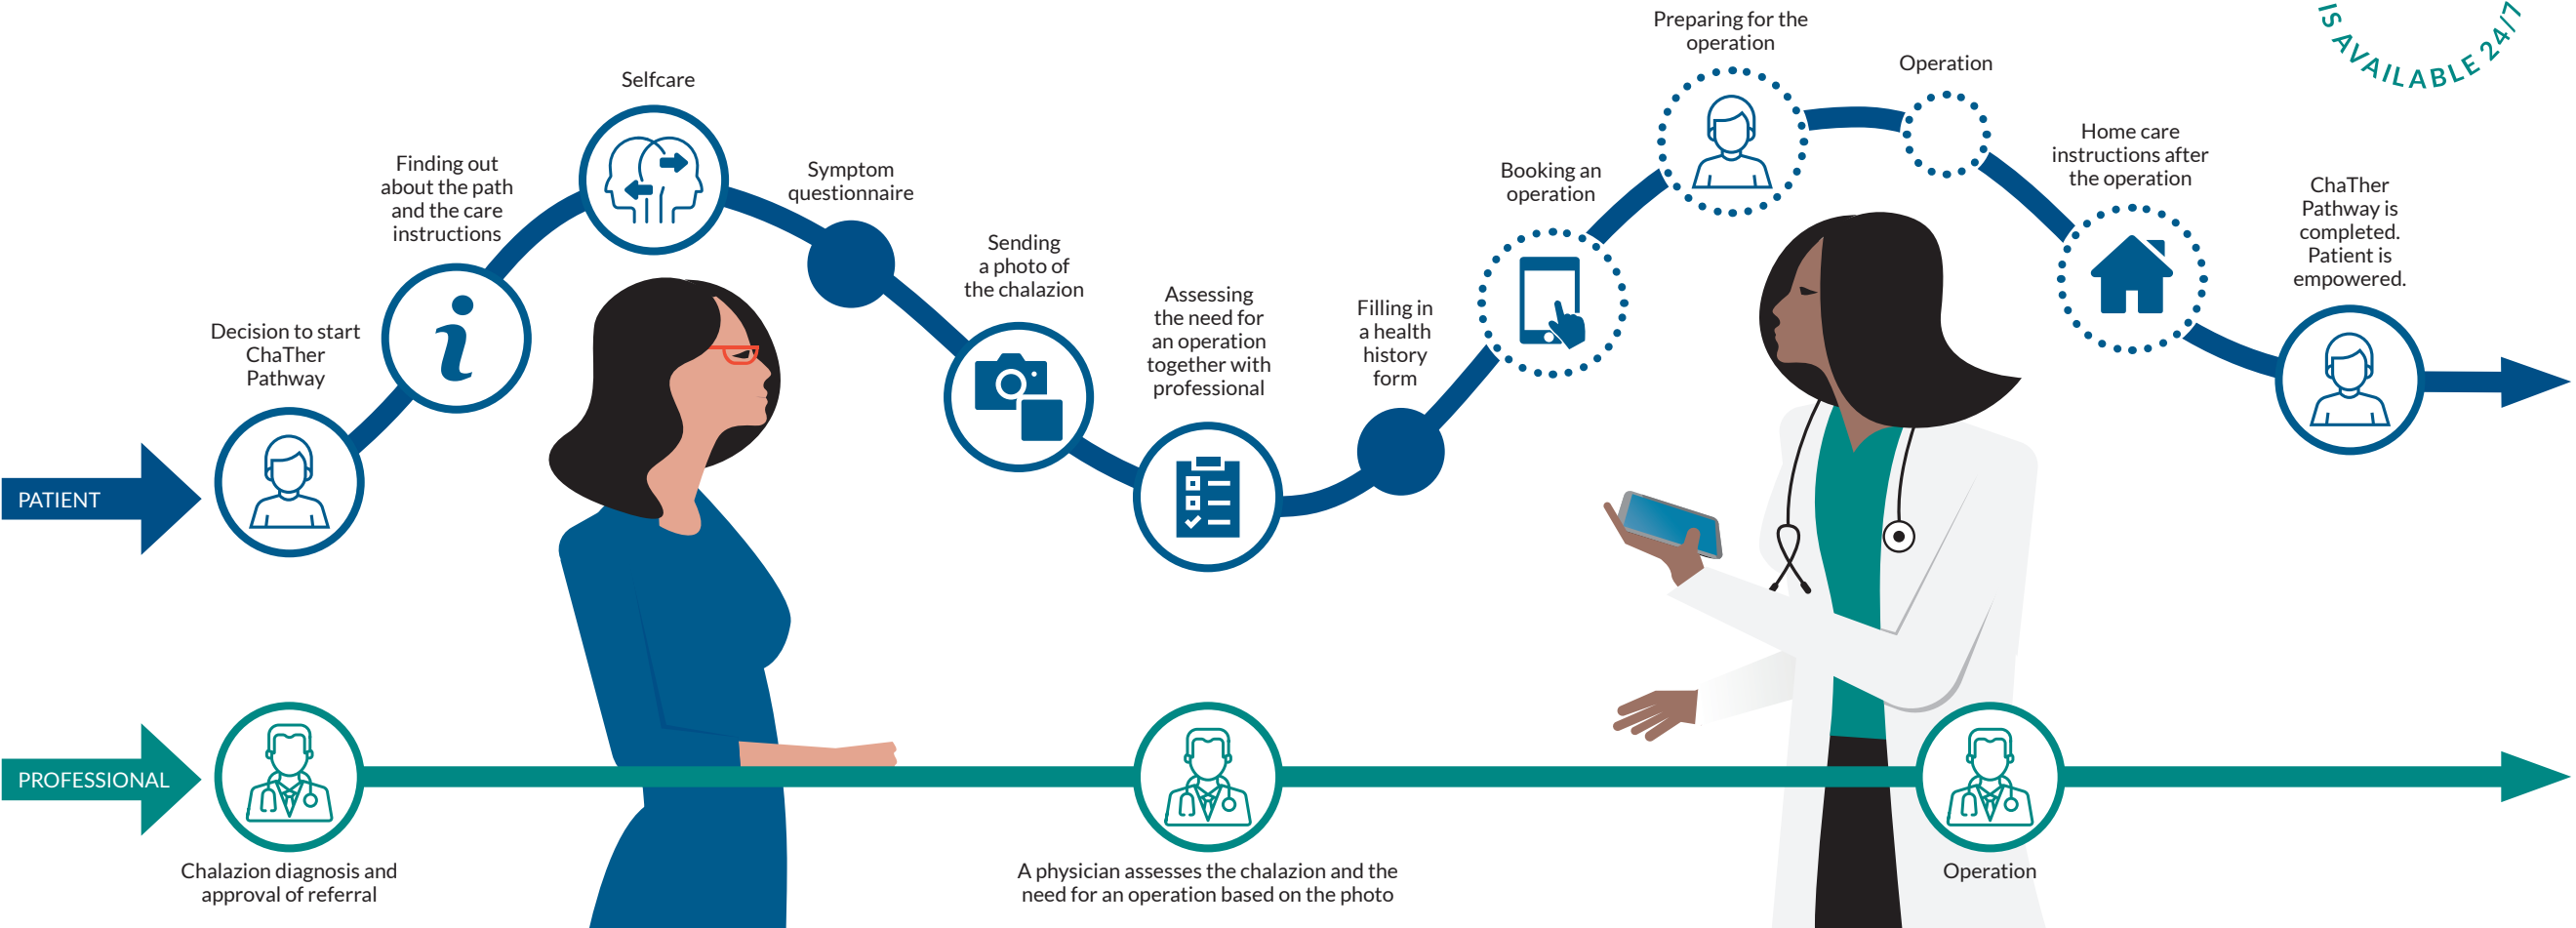 IS AVAILABLE 24/7
Preparing for the
operation
Operation
Selfcare
Home care
instructions after
the operation
Finding out
about the path
and the care
instructions
Symptom
questionnaire
Booking an
operation
ChaTher
Pathway is
completed.
Patient is
empowered.
Sending
a photo of
the chalazion
Assessing
the need for
an operation
together with
professional
Filling in
a health
history
form
Decision to start
ChaTher
Pathway
PATIENT
PROFESSIONAL
Chalazion diagnosis and
approval of referral
A physician assesses the chalazion and the
need for an operation based on the photo
Operation